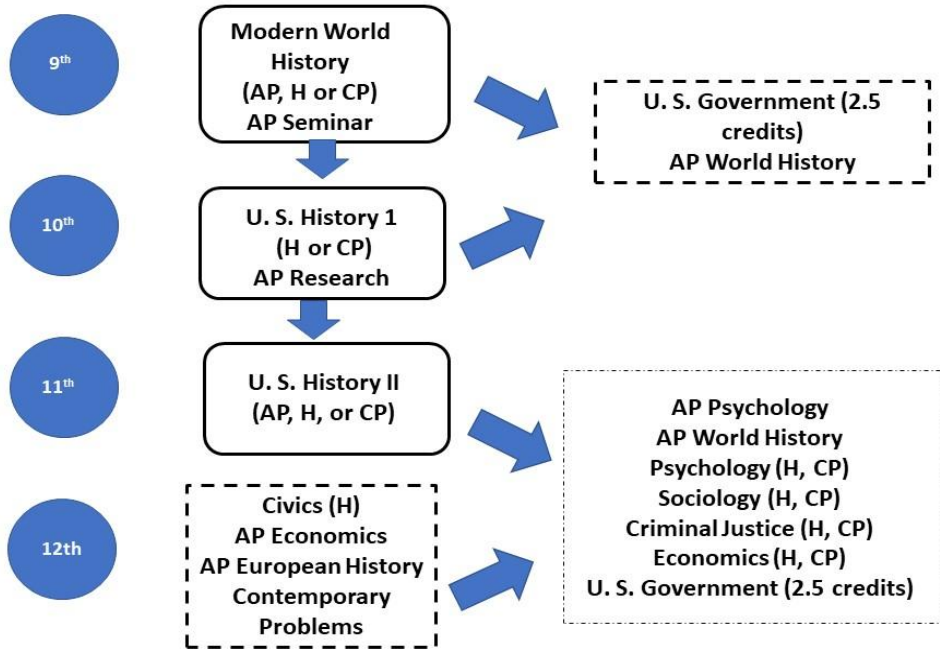 9th
Modern World
History
(AP, H or CP)
AP Seminar
U. S. Government (2.5
credits)
AP World History
10th
U. S. History 1
(H or CP)
AP Research
11th
U. S. History II
(AP, H, or CP)
AP Psychology
AP World History
Psychology (H, CP)
Sociology (H, CP)
Criminal Justice (H, CP)
Economics (H, CP)
U. S. Government (2.5 credits)
12th
Civics (H)
AP Economics
AP European History
Contemporary
Problems